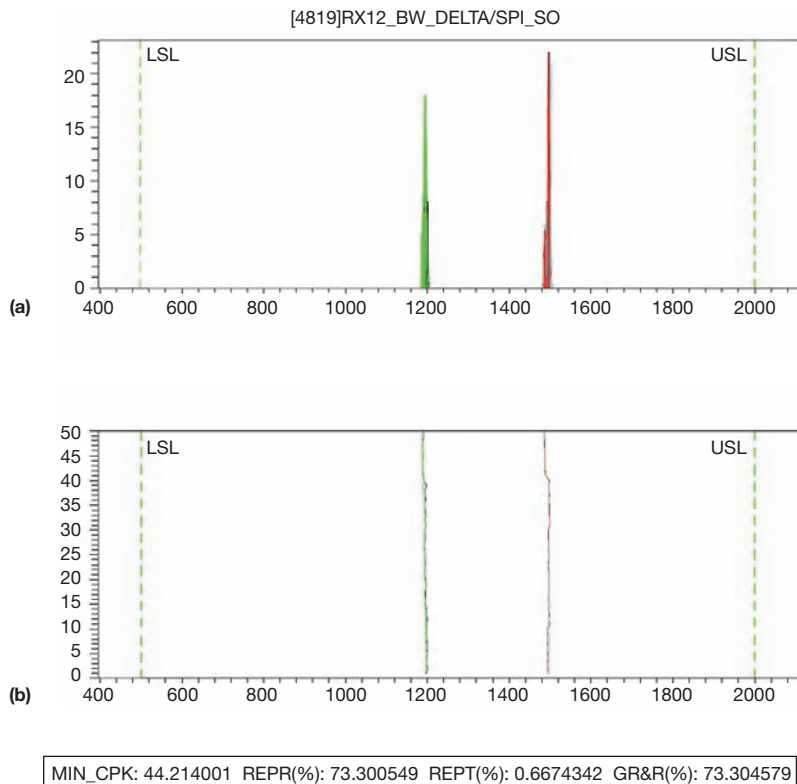 [4819]RX12_BW_DELTA/SPI_SO
LSL USL
20
15
10
5
0
400 600 800 1000 1200 1400 1600 1800 2000
(a)
LSL USL
50
45
40
35
30
25
20
15
10
5
0
400 600 800 1000 1200 1400 1600 1800 2000
(b)
MIN_CPK: 44.214001 REPR(%): 73.300549 REPT(%): 0.6674342 GR&R(%): 73.304579